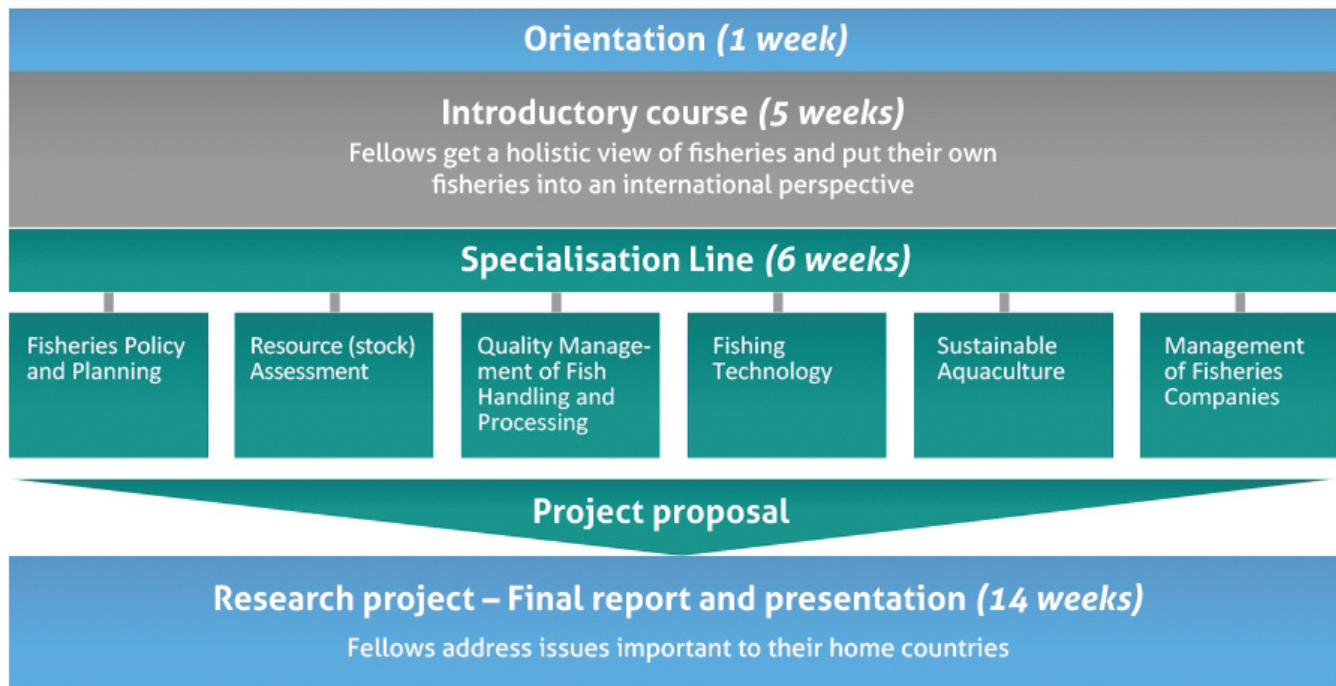 Orientation (1 week)
Introductory course (5 weeks)
Fellows get a holistic view of fisheries and put their own
fisheries into an international perspective
Specialisation Line (6 weeks)
Fisheries Policy
and Planning
Resource (stock)
Assessment
Quality Manage-
ment of Fish
Handling and
Processing
Fishing
Technology
Sustainable
Aquaculture
Management
of Fisheries
Companies
Project proposal
Research project – Final report and presentation (14 weeks)
Fellows address issues important to their home countries